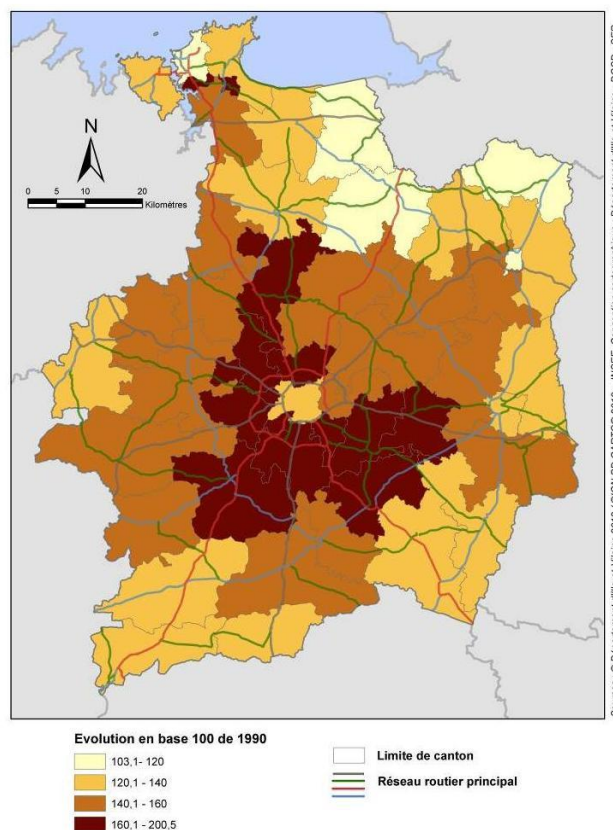 N
0 5 10 20
Kilomètres
Evolution en base 100 de 1990
103,1- 120
120,1 - 140
140,1 - 160
160,1 - 200,5
Limite de canton
Réseau routier principal